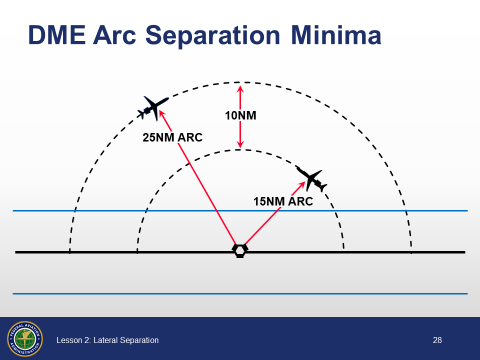 DME Arc Separation Minima
10NM
25NM ARC
15NM ARC
Lesson 2: Lateral Separation
28